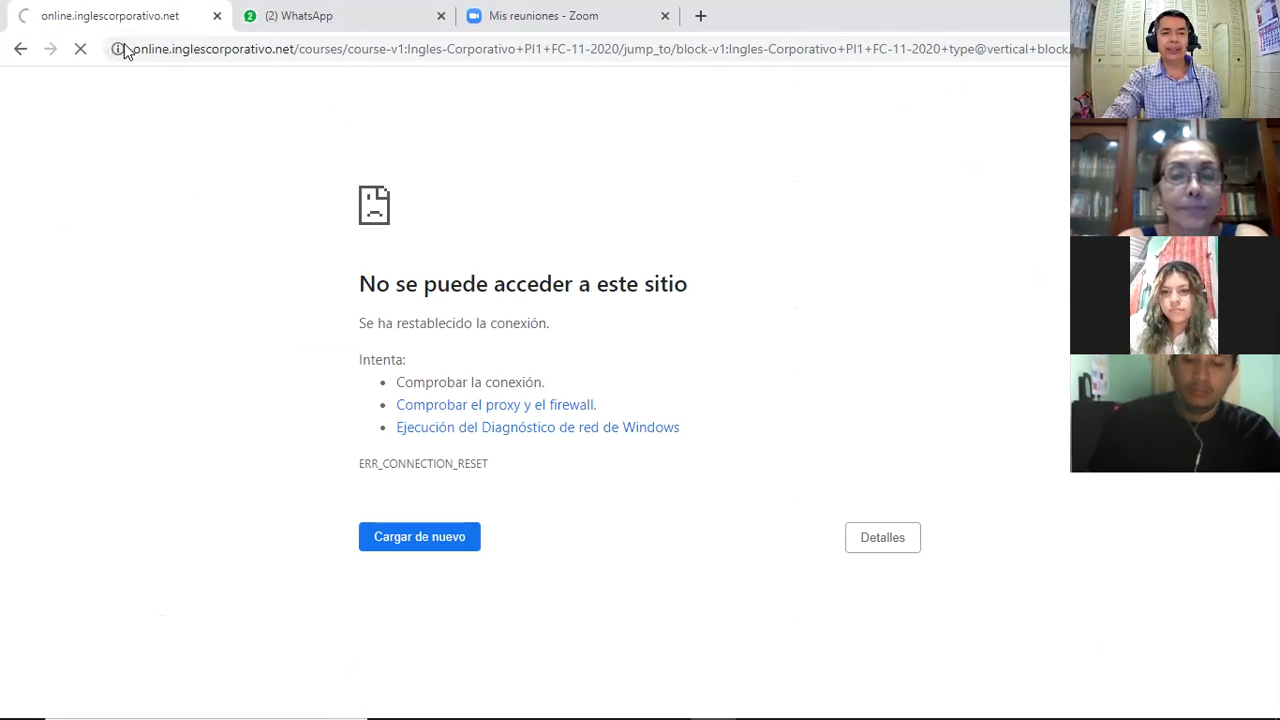 online.inglescorporativo.net
2 (2) WhatsApp
Mis reuniones - Zoom
online.inglescorporativo.net/courses/course-v1:Ingles-Corporativo+PI1+FC-11-2020/jump_to/block-v1:Ingles-Corporativo+PI1+FC-11-2020+type@vertical+block
No se puede acceder a este sitio
Se ha restablecido la conexión.
Intenta:
Comprobar la conexión.
Comprobar el proxy y el firewall.
Ejecución del Diagnóstico de red de Windows
ERR_CONNECTION_RESET
Cargar de nuevo
Detalles